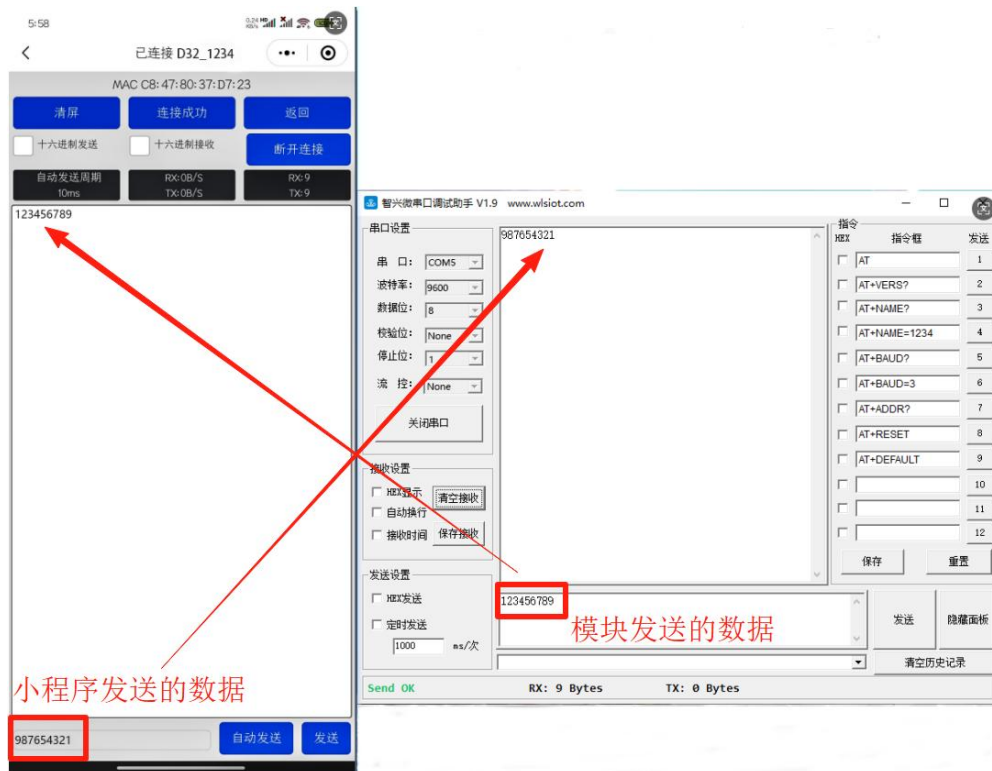 5:58
已连接 D32_1234
MAC C8:47:80:37:D7:23
清屏 连接成功 返回
十六进制发送 十六进制接收 断开连接
自动发送周期 RX:0B/S RX:9
10ms TX:0B/S TX:9
123456789
小程序发送的数据
987654321 自动发送 发送
智兴微串口调试助手 V1.9 www.wlsiot.com
串口设置
串 口: COM5
波特率: 9600
数据位: 8
校验位: None
停止位: 1
流 控: None
关闭串口
接收设置
HEX显示 清空接收
自动换行
接收时间 保存接收
发送设置
HEX发送
定时发送
1000 ms/次
987654321
123456789
模块发送的数据
指令
HEX 指令框 发送
AT 1
AT+VERS? 2
AT+NAME? 3
AT+NAME=1234 4
AT+BAUD? 5
AT+BAUD=3 6
AT+ADDR? 7
AT+RESET 8
AT+DEFAULT 9
10
11
12
保存 重置
发送 隐藏面板
清空历史记录
Send OK RX: 9 Bytes TX: 0 Bytes